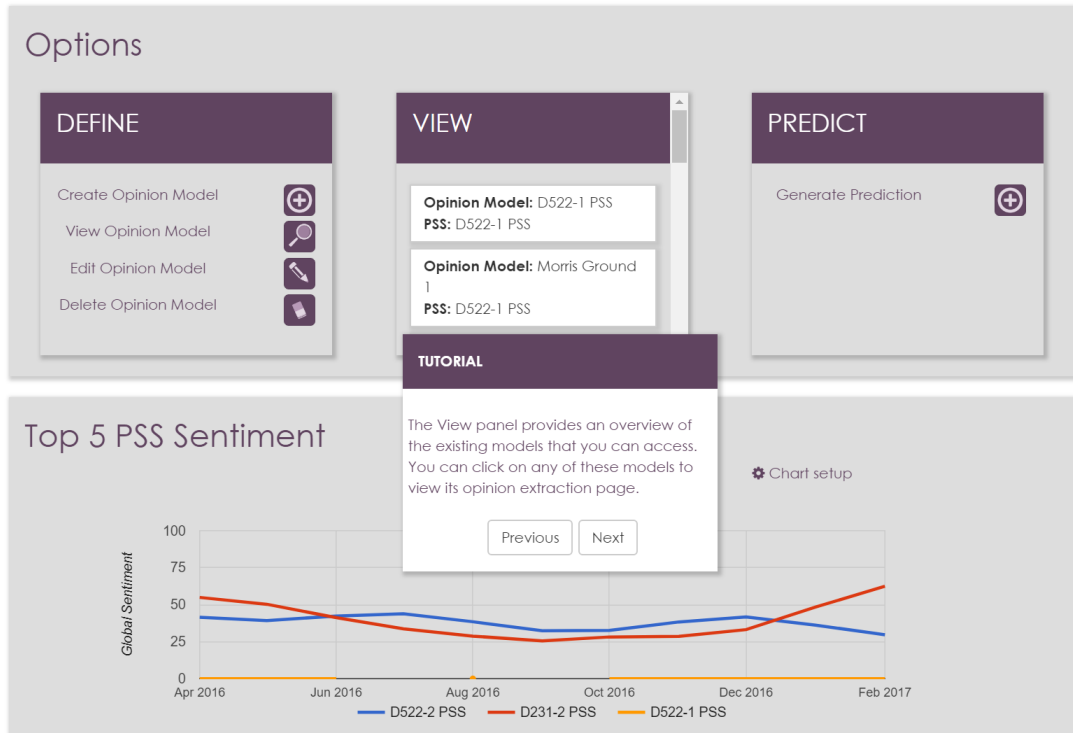 Options
DEFINE
Create Opinion Model
View Opinion Model
Edit Opinion Model
Delete Opinion Model
VIEW
Opinion Model: D522-1 PSS
PSS: D522-1 PSS
Opinion Model: Morris Ground
1
PSS: D522-1 PSS
PREDICT
Generate Prediction
TUTORIAL
The View panel provides an overview of
the existing models that you can access.
You can click on any of these models to
view its opinion extraction page.
Previous
Next
Top 5 PSS Sentiment
Chart setup
Global Sentiment
100
75
50
25
0
Apr 2016
Jun 2016
Aug 2016
Oct 2016
Dec 2016
Feb 2017
D522-2 PSS
D231-2 PSS
D522-1 PSS